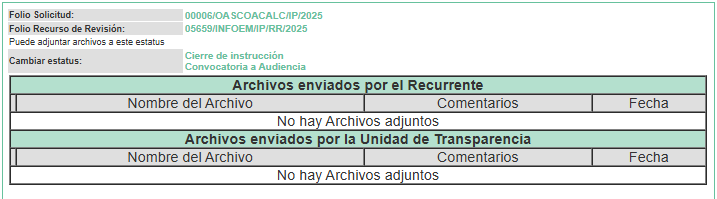 Folio Solicitud: 00006/OASCOACALC/IP/2025
Folio Recurso de Revisión: 05659/INFOEM/IP/RR/2025
Puede adjuntar archivos a este estatus
Cambiar estatus: Cierre de instrucción
Convocatoria a Audiencia
Archivos enviados por el Recurrente
Nombre del Archivo Comentarios Fecha
No hay Archivos adjuntos
Archivos enviados por la Unidad de Transparencia
Nombre del Archivo Comentarios Fecha
No hay Archivos adjuntos